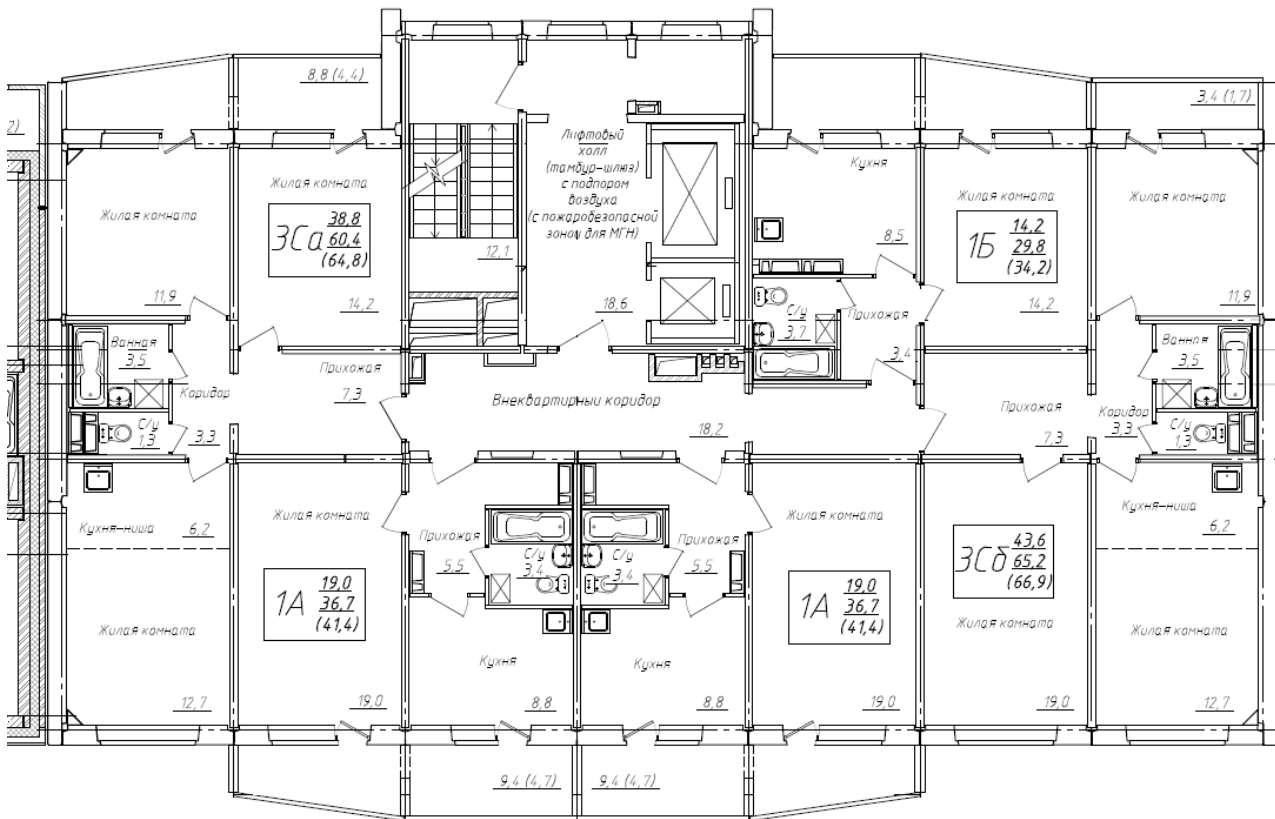 8,8 (4,4)
3,4 (1,7)
2)
Лифтовый
холл
(тамбур-шлюз)
с подпором
воздуха
(с пожаробезопасной
зоной для МГН)
18,6
12,1
Жилая комната
11,9
Жилая комната
3Са
38,8
60,4
(64,8)
14,2
Кухня
8,5
1Б
14,2
29,8
(34,2)
14,2
Жилая комната
Жилая комната
11,9
С/у
3,7
Прихожая
3,4
Ванная
3,5
Коридор
3,3
С/у
1,3
Прихожая
7,3
Внеквартирный коридор
18,2
Прихожая
7,3
Коридор
3,3
Ванная
3,5
С/у
1,3
Кухня-ниша
6,2
Жилая комната
12,7
Жилая комната
1А
19,0
36,7
(41,4)
19,0
Прихожая
5,5
С/у
3,4
Кухня
8,8
С/у
3,4
Прихожая
5,5
Кухня
8,8
Жилая комната
1А
19,0
36,7
(41,4)
19,0
3Сб
43,6
65,2
(66,9)
Жилая комната
19,0
Кухня-ниша
6,2
Жилая комната
12,7
9,4 (4,7)
9,4 (4,7)